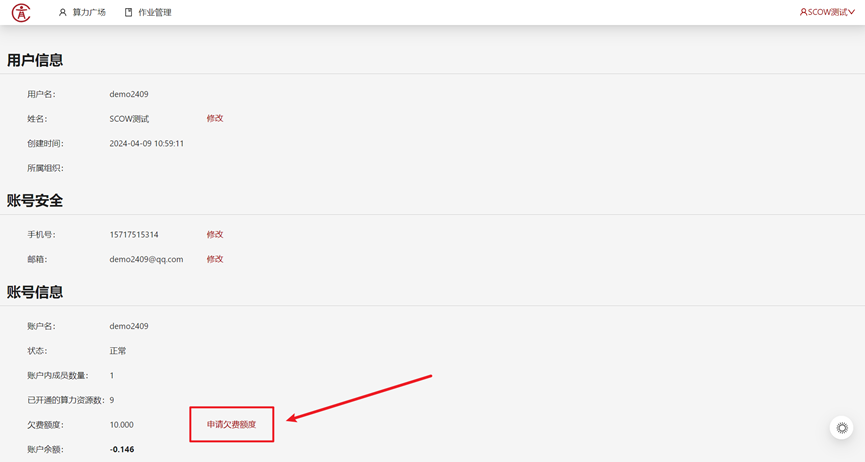 算力广场 作业管理 SCOW测试
用户信息
用户名: demo2409
姓名: SCOW测试 修改
创建时间: 2024-04-09 10:59:11
所属组织:
账号安全
手机号: 15717515314 修改
邮箱: demo2409@qq.com 修改
账号信息
账户名: demo2409
状态: 正常
账户内成员数量: 1
已开通的算力资源数: 9
欠费额度: 10.000 申请欠费额度
账户余额: -0.146